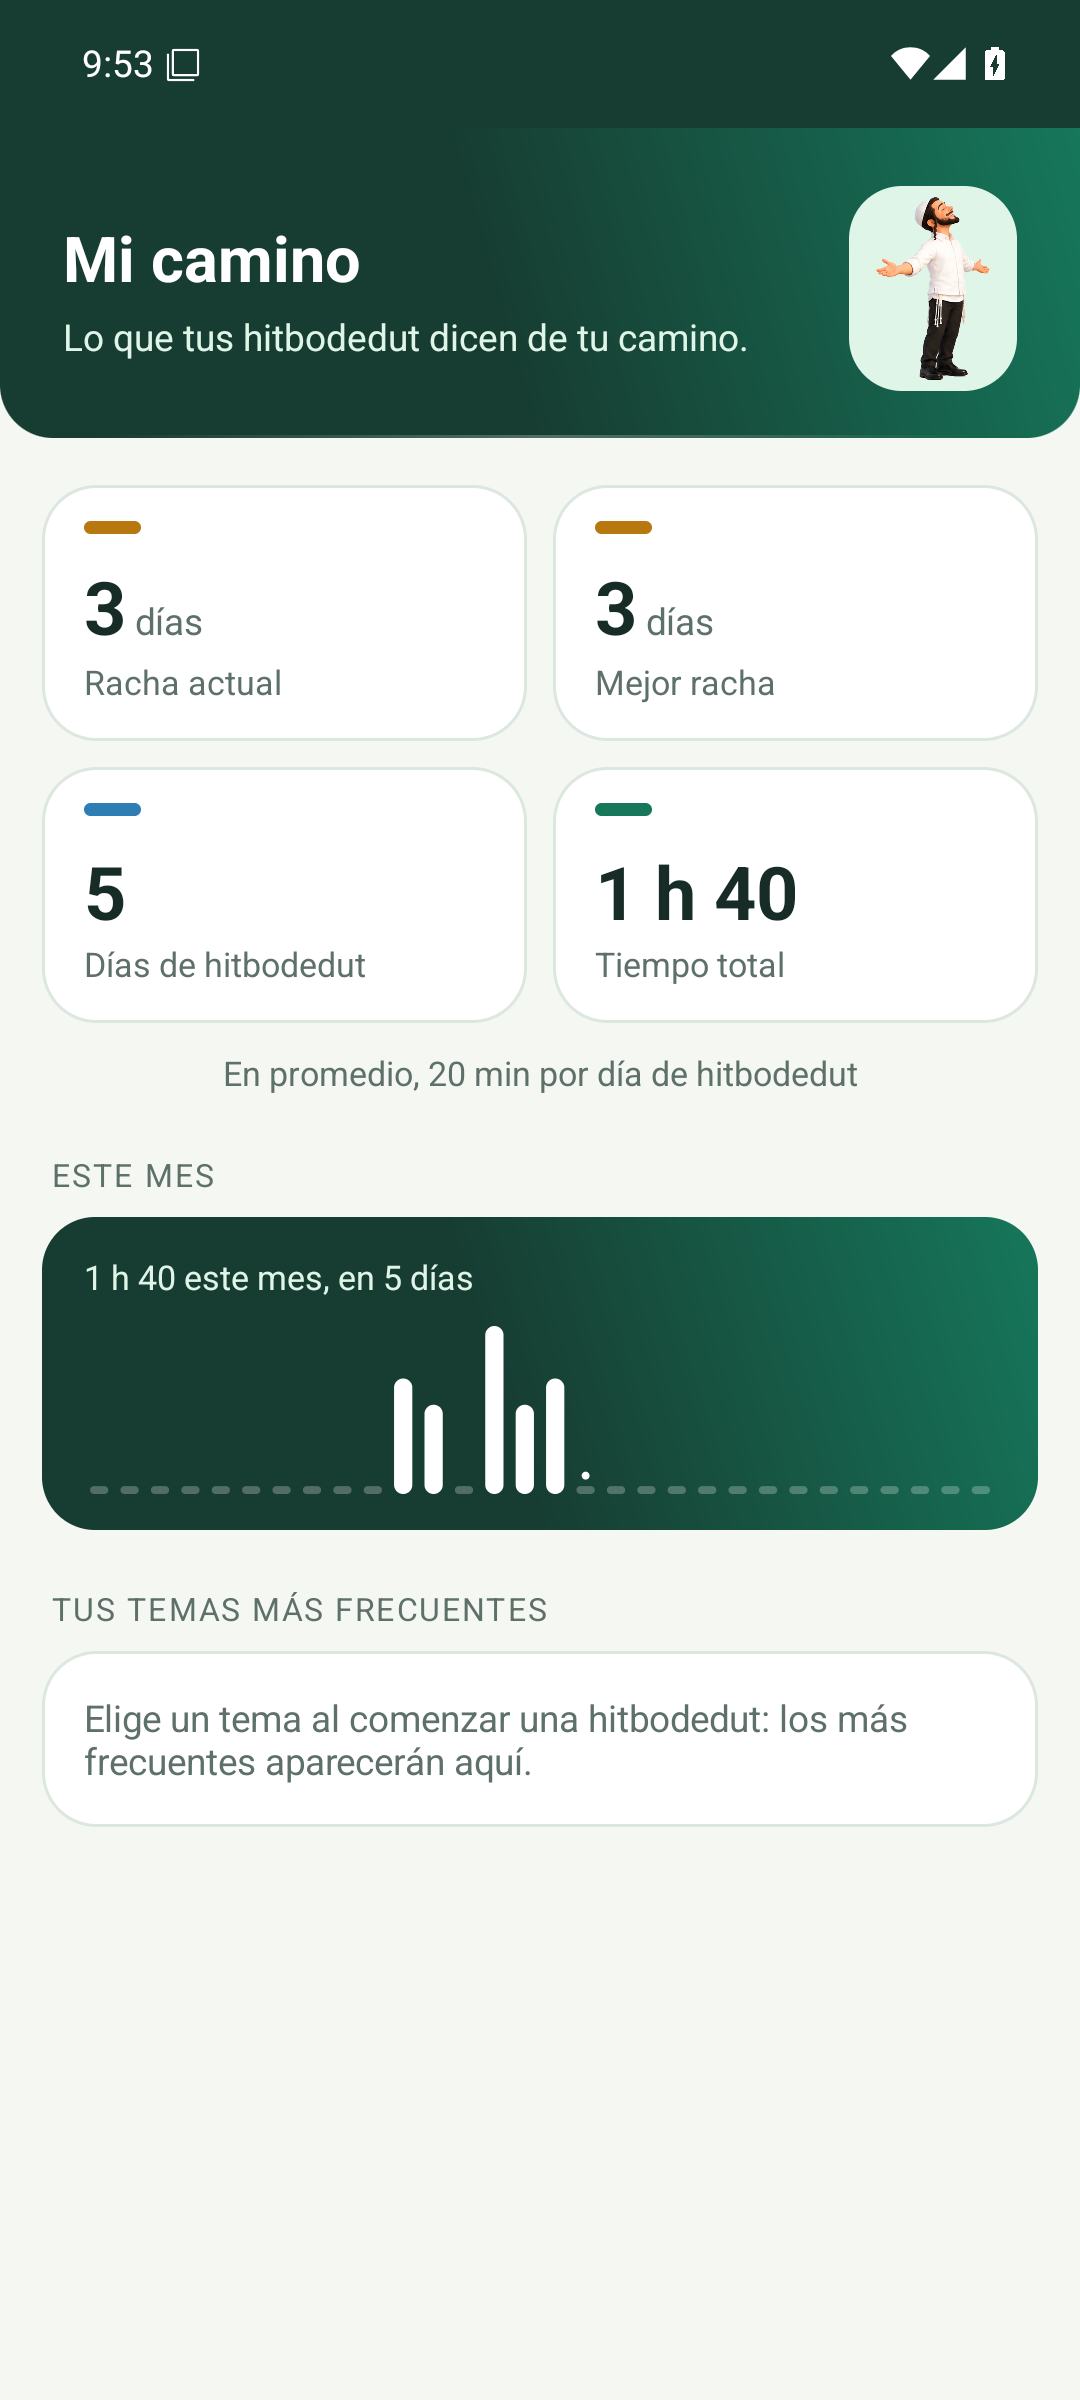 9:53
Mi camino
Lo que tus hitbodedut dicen de tu camino.
3 días
Racha actual
3 días
Mejor racha
5
Días de hitbodedut
1 h 40
Tiempo total
En promedio, 20 min por día de hitbodedut
ESTE MES
1 h 40 este mes, en 5 días
TUS TEMAS MÁS FRECUENTES
Elige un tema al comenzar una hitbodedut: los más
frecuentes aparecerán aquí.